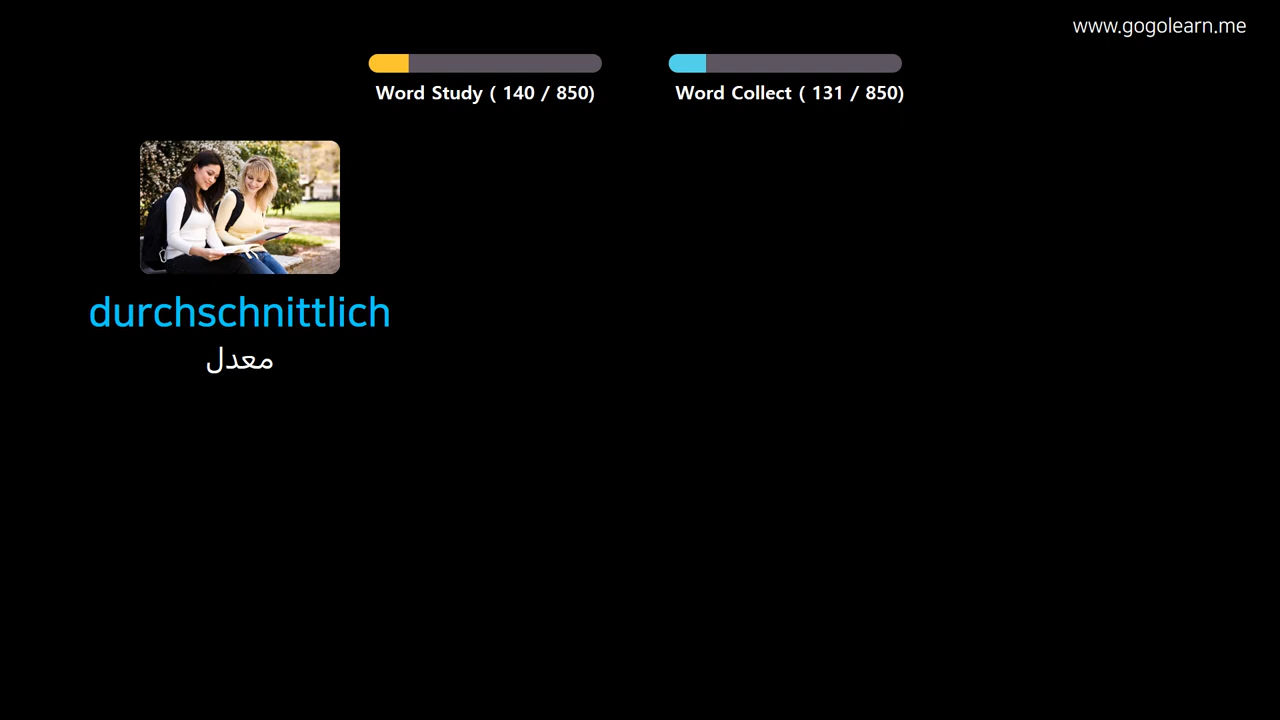 www.gogolearn.me
Word Study ( 140 / 850)
Word Collect ( 131 / 850)
durchschnittlich
معدل